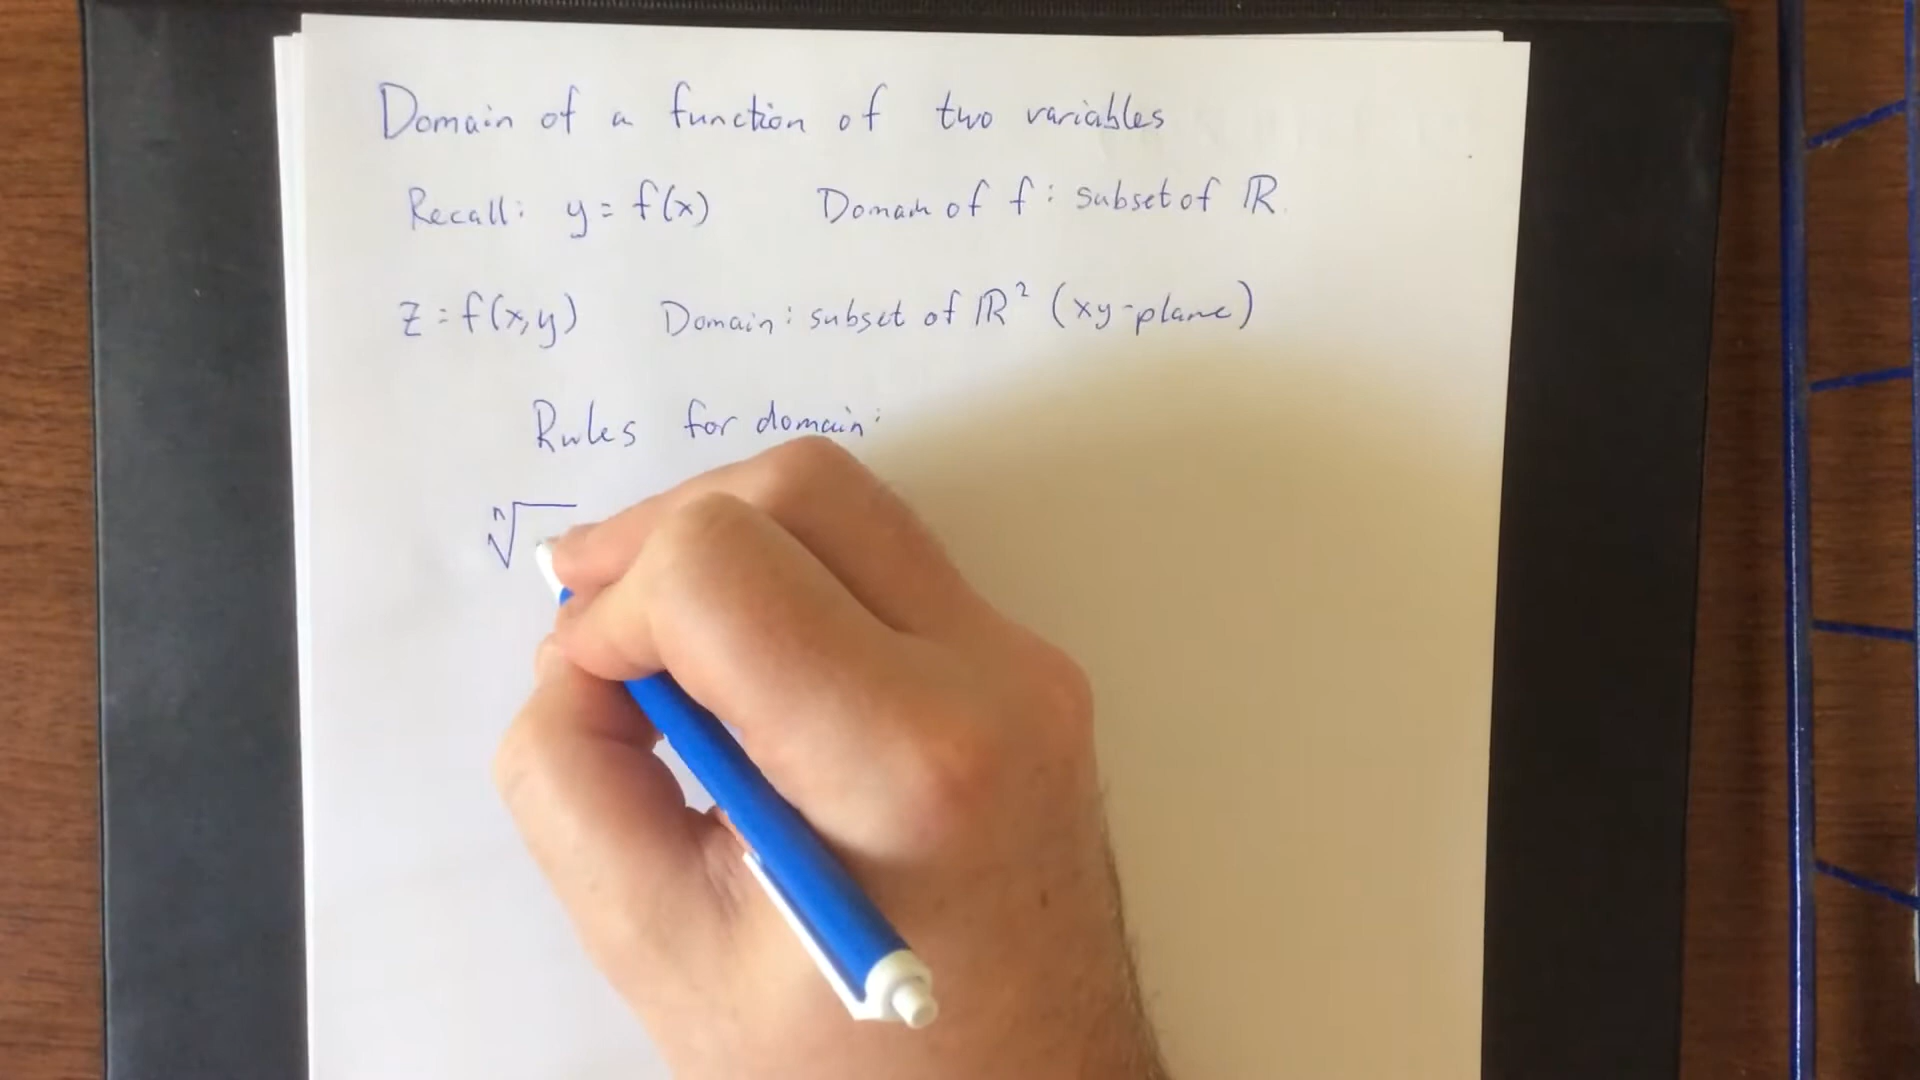 Domain of a function of two variables
Recall: y = f(x) Domain of f: subset of ℝ
z = f(x,y) Domain: subset of ℝ² (xy-plane)
Rules for domain:
ⁿ√